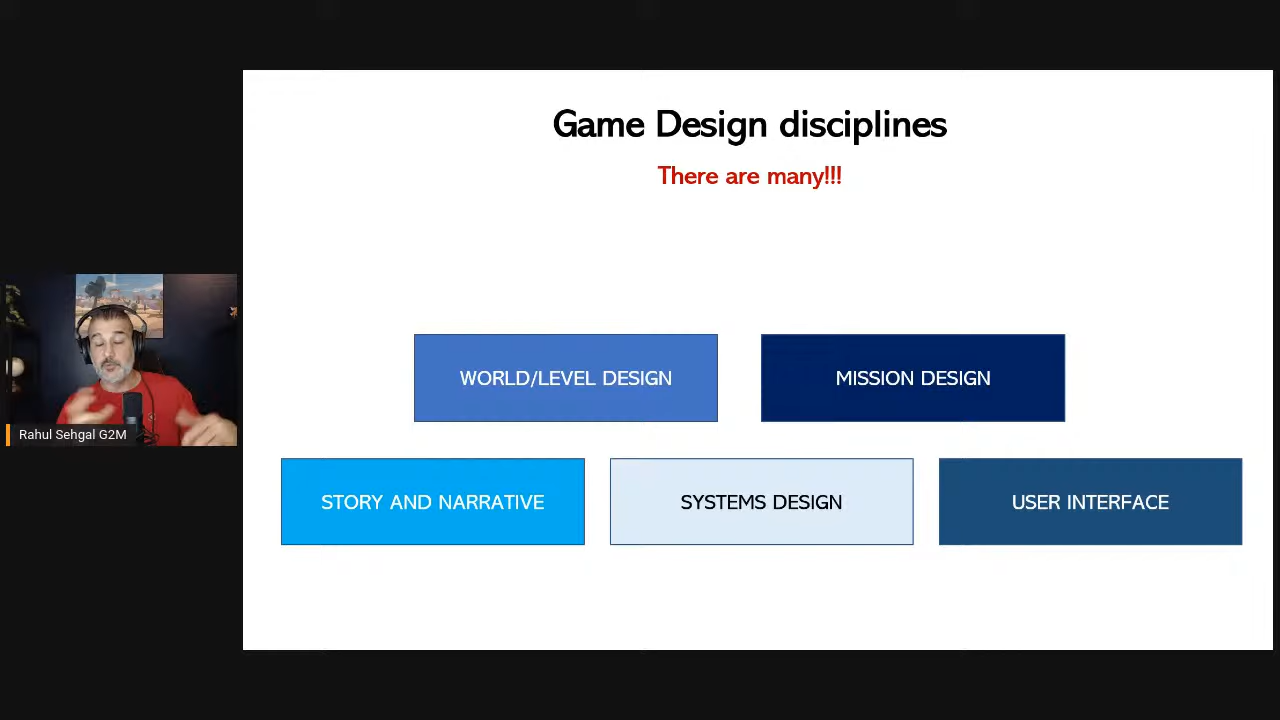 Game Design disciplines
There are many!!!
WORLD/LEVEL DESIGN
MISSION DESIGN
STORY AND NARRATIVE
SYSTEMS DESIGN
USER INTERFACE
Rahul Sehgal G2M